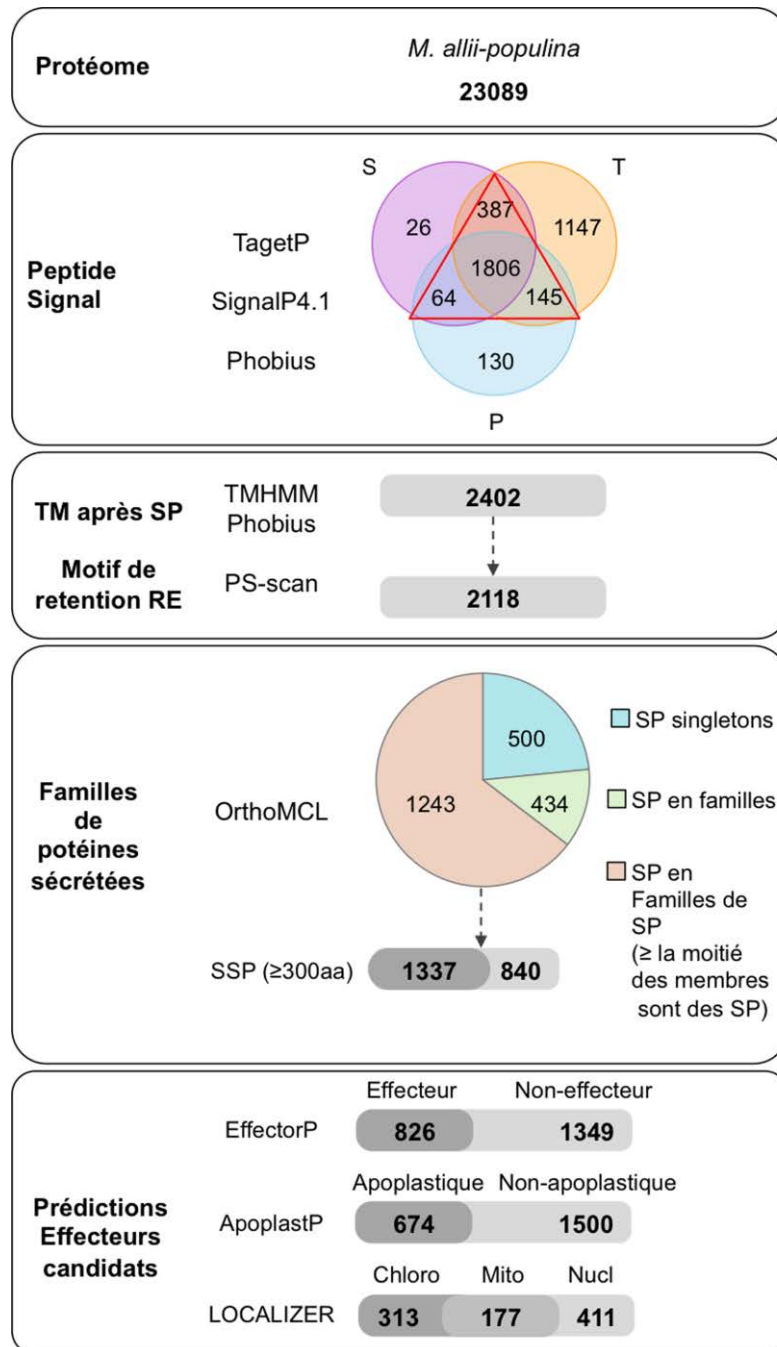 Protéome
M. allii-populina
23089
Peptide
Signal
TagetP
SignalP4.1
Phobius
S
T
26
387
1147
1806
64
145
130
P
TM après SP
TMHMM
Phobius
2402
Motif de
retention RE
PS-scan
2118
Familles
de
potéines
sécrétées
OrthoMCL
500
434
1243
SP singletons
SP en familles
SP en
Familles de
SP
(≥ la moitié
des membres
sont des SP)
SSP (≥300aa)
1337
840
Prédictions
Effecteurs
candidats
Effecteur
Non-effecteur
EffectorP
826
1349
Apoplastique
Non-apoplastique
ApoplastP
674
1500
Chloro
Mito
Nucl
LOCALIZER
313
177
411